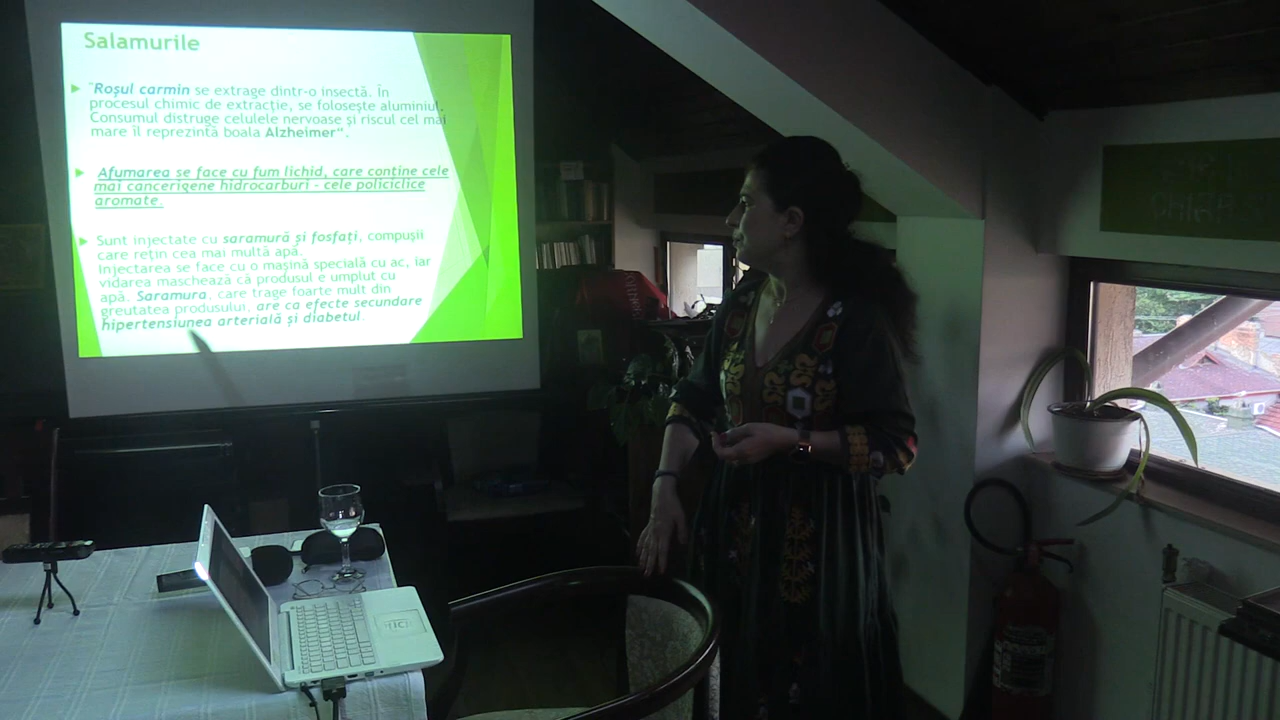 Salamurile
"Roșul carmin se extrage dintr-o insectă. În
procesul chimic de extracție, se folosește aluminiul.
Consumul distruge celulele nervoase și riscul cel mai
mare îl reprezintă boala Alzheimer".
Afumarea se face cu fum lichid, care conține cele
mai cancerigene hidrocarburi - cele policiclice
aromate.
Sunt injectate cu saramură și fosfați, compușii
care rețin cea mai multă apă.
Injectarea se face cu o mașină specială cu ac, iar
vidarea maschează că produsul e umplut cu
apă. Saramura, care trage foarte mult din
greutatea produsului, are ca efecte secundare
hipertensiunea arterială și diabetul.